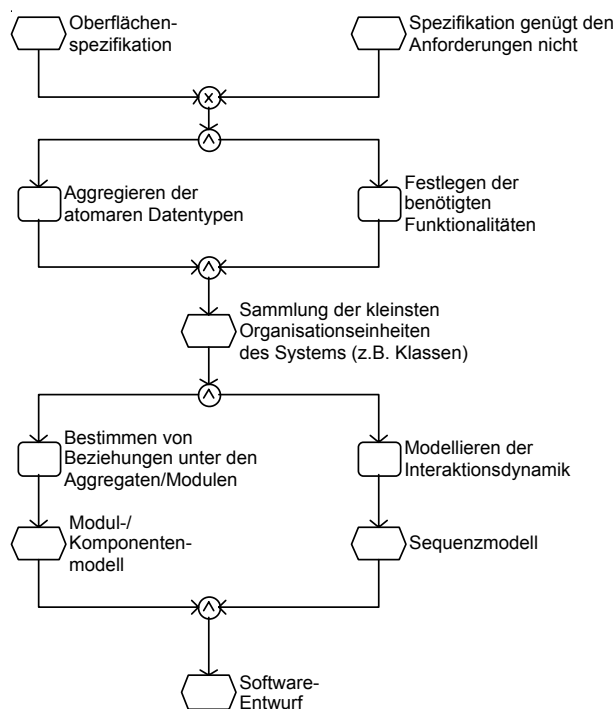 Oberflächen-
spezifikation
Spezifikation genügt den
Anforderungen nicht
x
^
Aggregieren der
atomaren Datentypen
Festlegen der
benötigten
Funktionalitäten
^
Sammlung der kleinsten
Organisationseinheiten
des Systems (z.B. Klassen)
^
Bestimmen von
Beziehungen unter den
Aggregaten/Modulen
Modellieren der
Interaktionsdynamik
Modul-/
Komponenten-
modell
Sequenzmodell
^
Software-
Entwurf